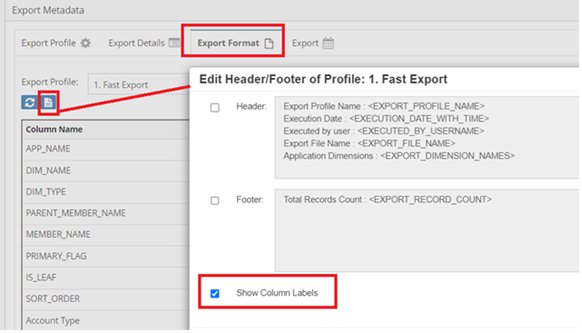 Export Metadata
Export Profile
Export Details
Export Format
Export
Export Profile:
1. Fast Export
Column Name
APP_NAME
DIM_NAME
DIM_TYPE
PARENT_MEMBER_NAME
MEMBER_NAME
PRIMARY_FLAG
IS_LEAF
SORT_ORDER
Account Type
Edit Header/Footer of Profile: 1. Fast Export
Header:
Export Profile Name : <EXPORT_PROFILE_NAME>
Execution Date : <EXECUTION_DATE_WITH_TIME>
Executed by user : <EXECUTED_BY_USERNAME>
Export File Name : <EXPORT_FILE_NAME>
Application Dimensions : <EXPORT_DIMENSION_NAMES>
Footer:
Total Records Count : <EXPORT_RECORD_COUNT>
Show Column Labels